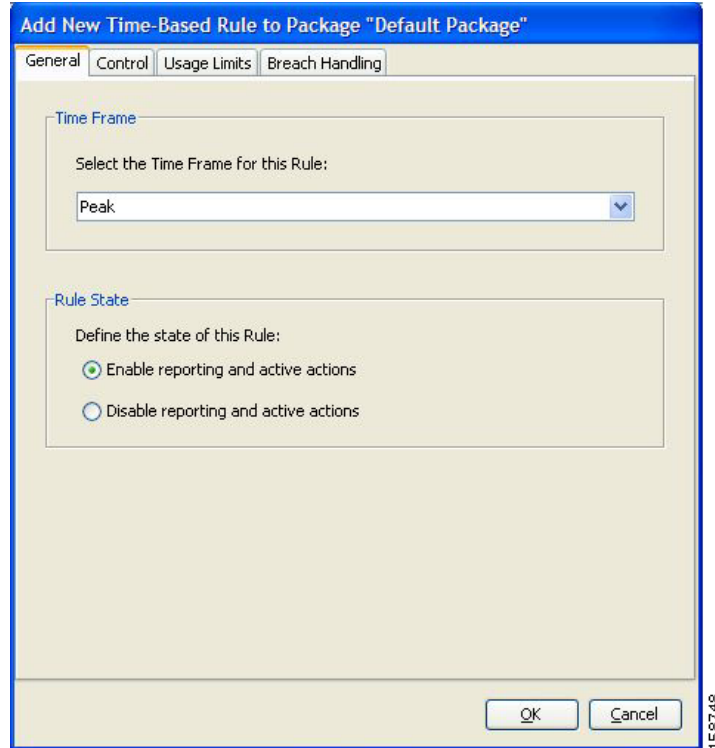 Add New Time-Based Rule to Package "Default Package"
General Control Usage Limits Breach Handling
Time Frame
Select the Time Frame for this Rule:
Peak
Rule State
Define the state of this Rule:
Enable reporting and active actions
Disable reporting and active actions
OK Cancel
158748